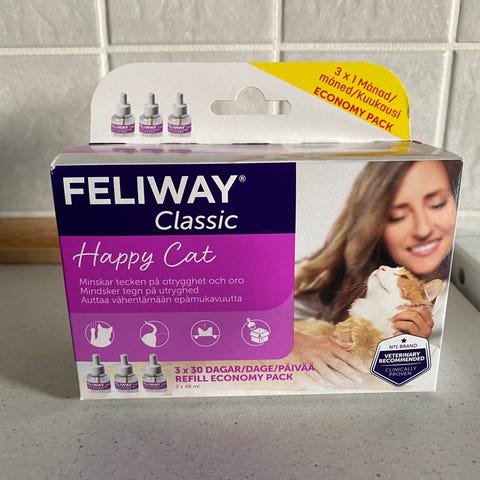 3 x 1 Månad/
måned/Kuukausi
ECONOMY PACK
FELIWAY®
Classic
Happy Cat
Minskar tecken på otrygghet och oro
Mindsker tegn på utryghed
Auttaa vähentämään epämukavuutta
3 x 30 DAGAR/DAGE/PÄIVÄÄ
REFILL ECONOMY PACK
3 x 48 ml
Nº1 BRAND
VETERINARY
RECOMMENDED
CLINICALLY
PROVEN